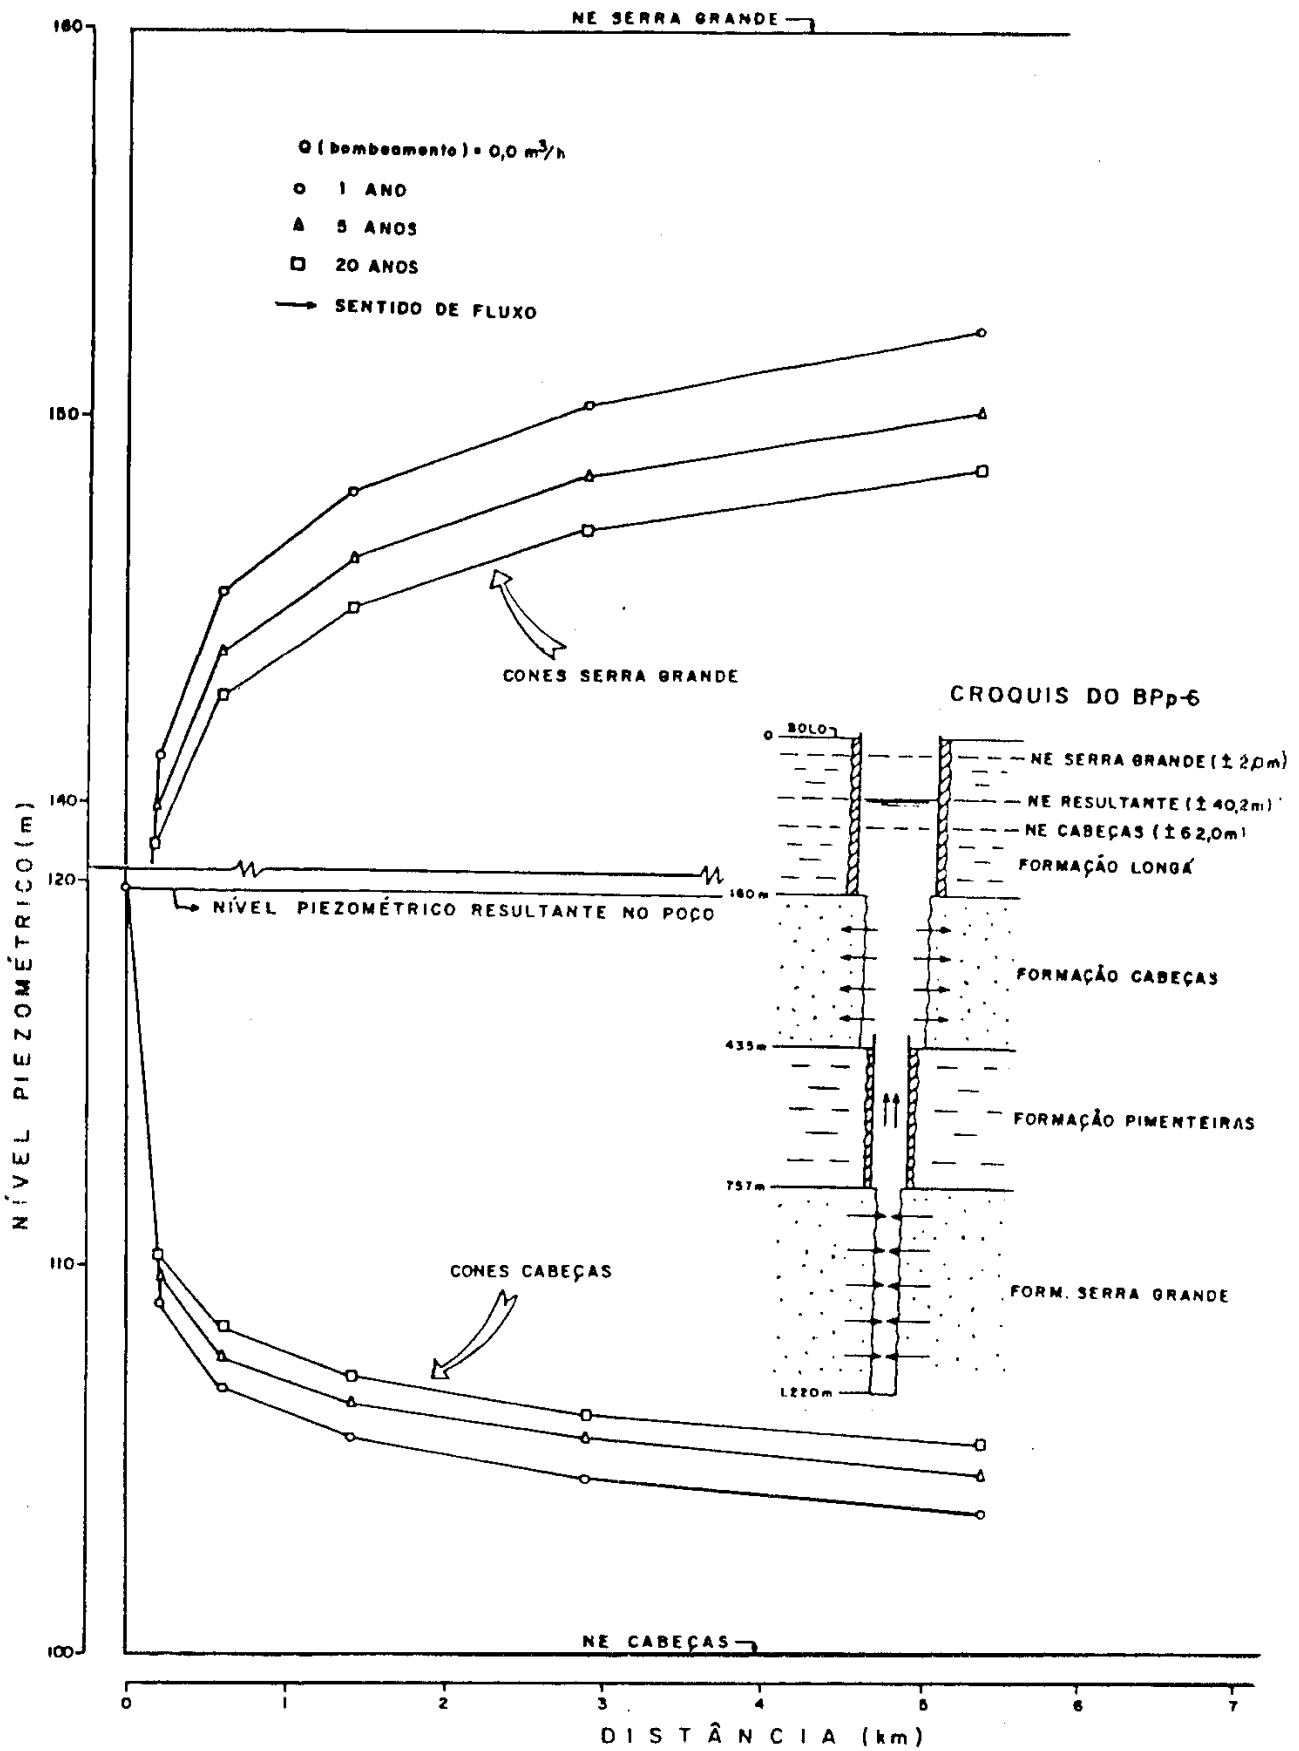 NE SERRA GRANDE
160
Q (bombeamento) = 0,0 m³/h
1 ANO
5 ANOS
20 ANOS
SENTIDO DE FLUXO
150
CONES SERRA GRANDE
CROQUIS DO BPp-6
0
SOLO
NE SERRA GRANDE (± 2,0m)
140
NE RESULTANTE (± 40,2m)
NE CABEÇAS (± 62,0m)
FORMAÇÃO LONGÁ
120
160m
NÍVEL PIEZOMÉTRICO RESULTANTE NO POÇO
FORMAÇÃO CABEÇAS
435m
FORMAÇÃO PIMENTEIRAS
757m
110
CONES CABEÇAS
FORM. SERRA GRANDE
1.220m
NE CABEÇAS
100
0 1 2 3 4 5 6 7
DISTÂNCIA (km)
NÍVEL PIEZOMÉTRICO (m)